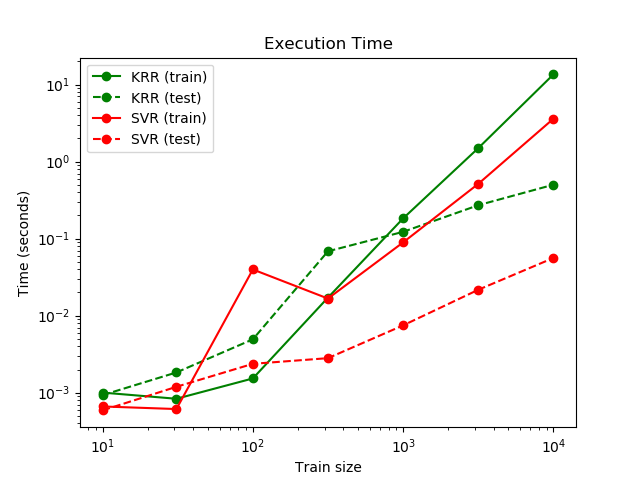 Execution Time
KRR (train)
KRR (test)
SVR (train)
SVR (test)
Time (seconds)
10¹
10⁰
10⁻¹
10⁻²
10⁻³
10¹
10²
10³
10⁴
Train size